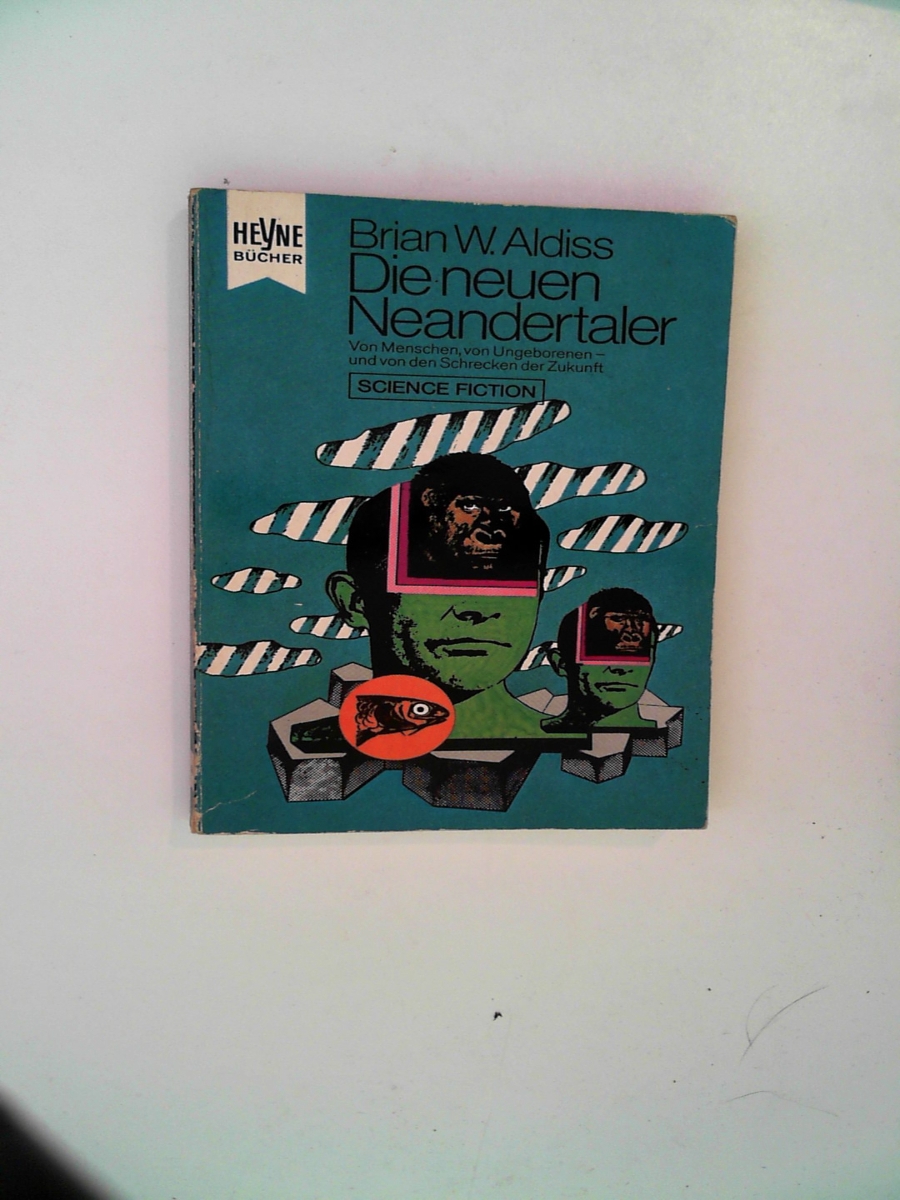 HEYNE
BÜCHER
Brian W. Aldiss
Die neuen
Neandertaler
Von Menschen, von Ungeborenen –
und von den Schrecken der Zukunft
SCIENCE FICTION